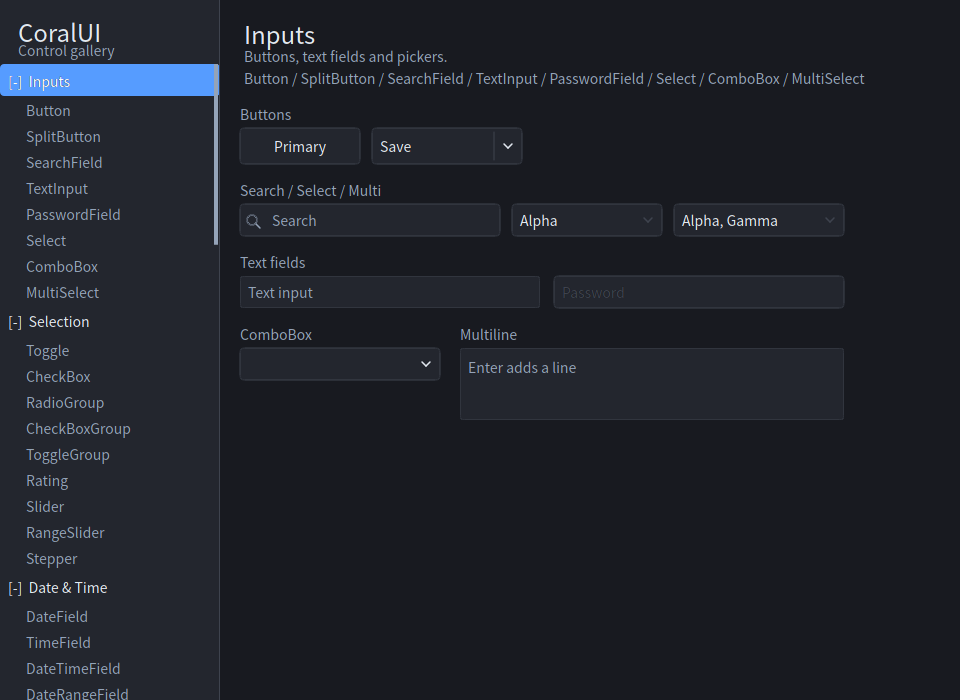 CoralUI
Control gallery
[-] Inputs
Button
SplitButton
SearchField
TextInput
PasswordField
Select
ComboBox
MultiSelect
[-] Selection
Toggle
CheckBox
RadioGroup
CheckBoxGroup
ToggleGroup
Rating
Slider
RangeSlider
Stepper
[-] Date & Time
DateField
TimeField
DateTimeField
DateRangeField
Inputs
Buttons, text fields and pickers.
Button / SplitButton / SearchField / TextInput / PasswordField / Select / ComboBox / MultiSelect
Buttons
Primary
Save
Search / Select / Multi
Search
Alpha
Alpha, Gamma
Text fields
Text input
Password
ComboBox
Multiline
Enter adds a line